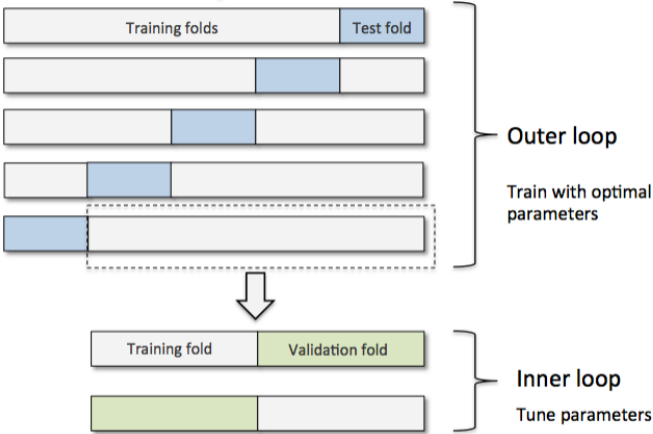 Training folds
Test fold
Outer loop
Train with optimal
parameters
Training fold
Validation fold
Inner loop
Tune parameters